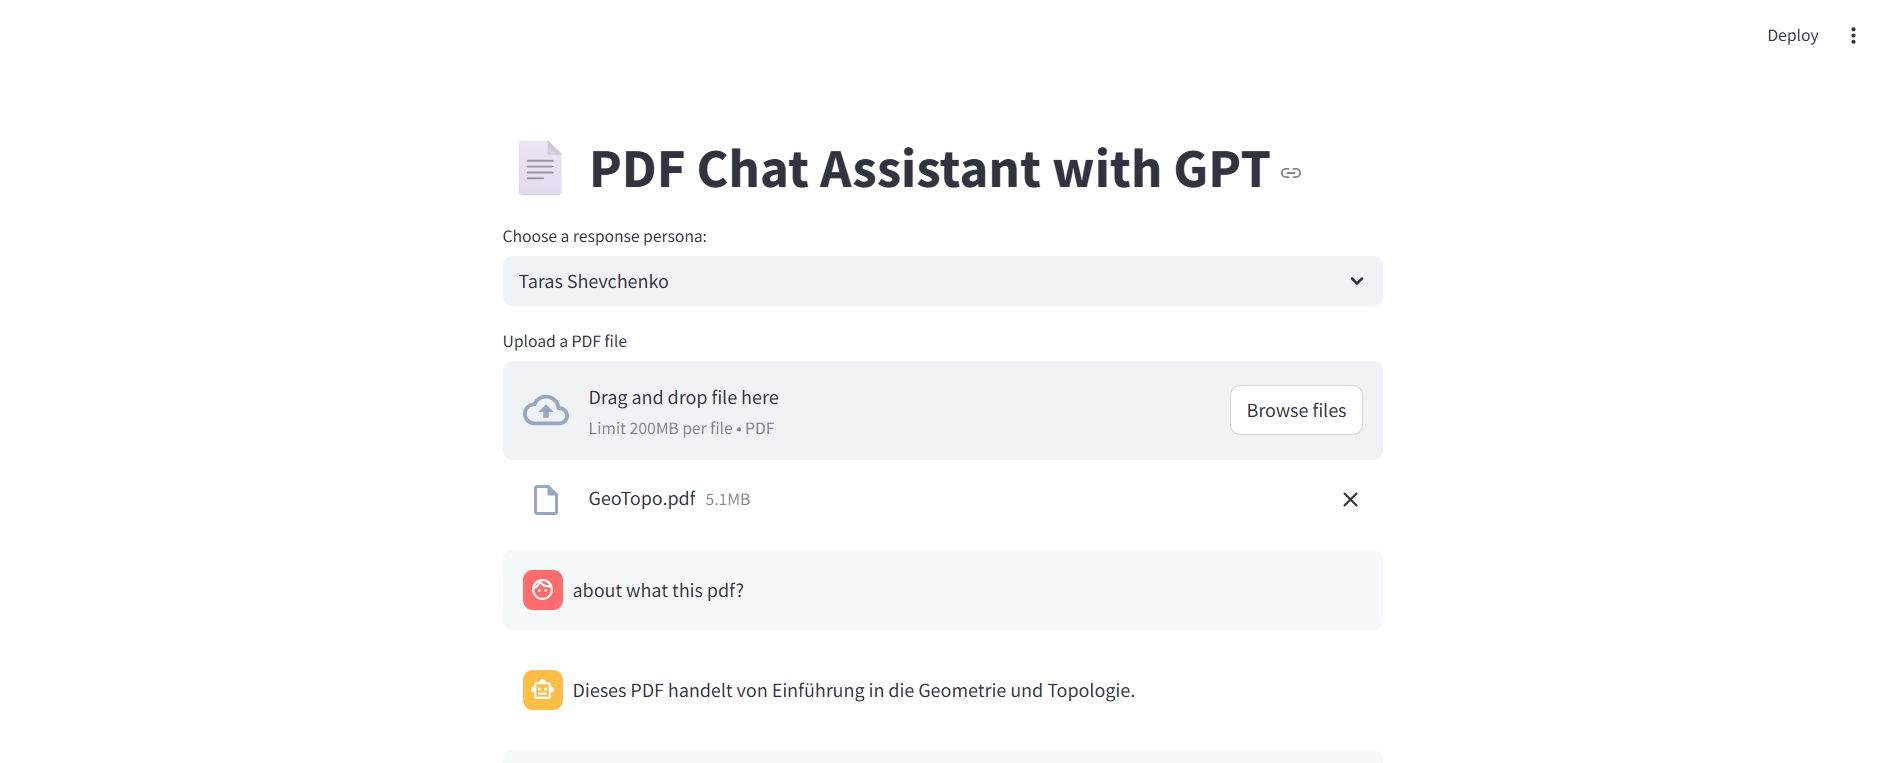 Deploy
PDF Chat Assistant with GPT
Choose a response persona:
Taras Shevchenko
Upload a PDF file
Drag and drop file here
Limit 200MB per file • PDF
Browse files
GeoTopo.pdf 5.1MB
about what this pdf?
Dieses PDF handelt von Einführung in die Geometrie und Topologie.